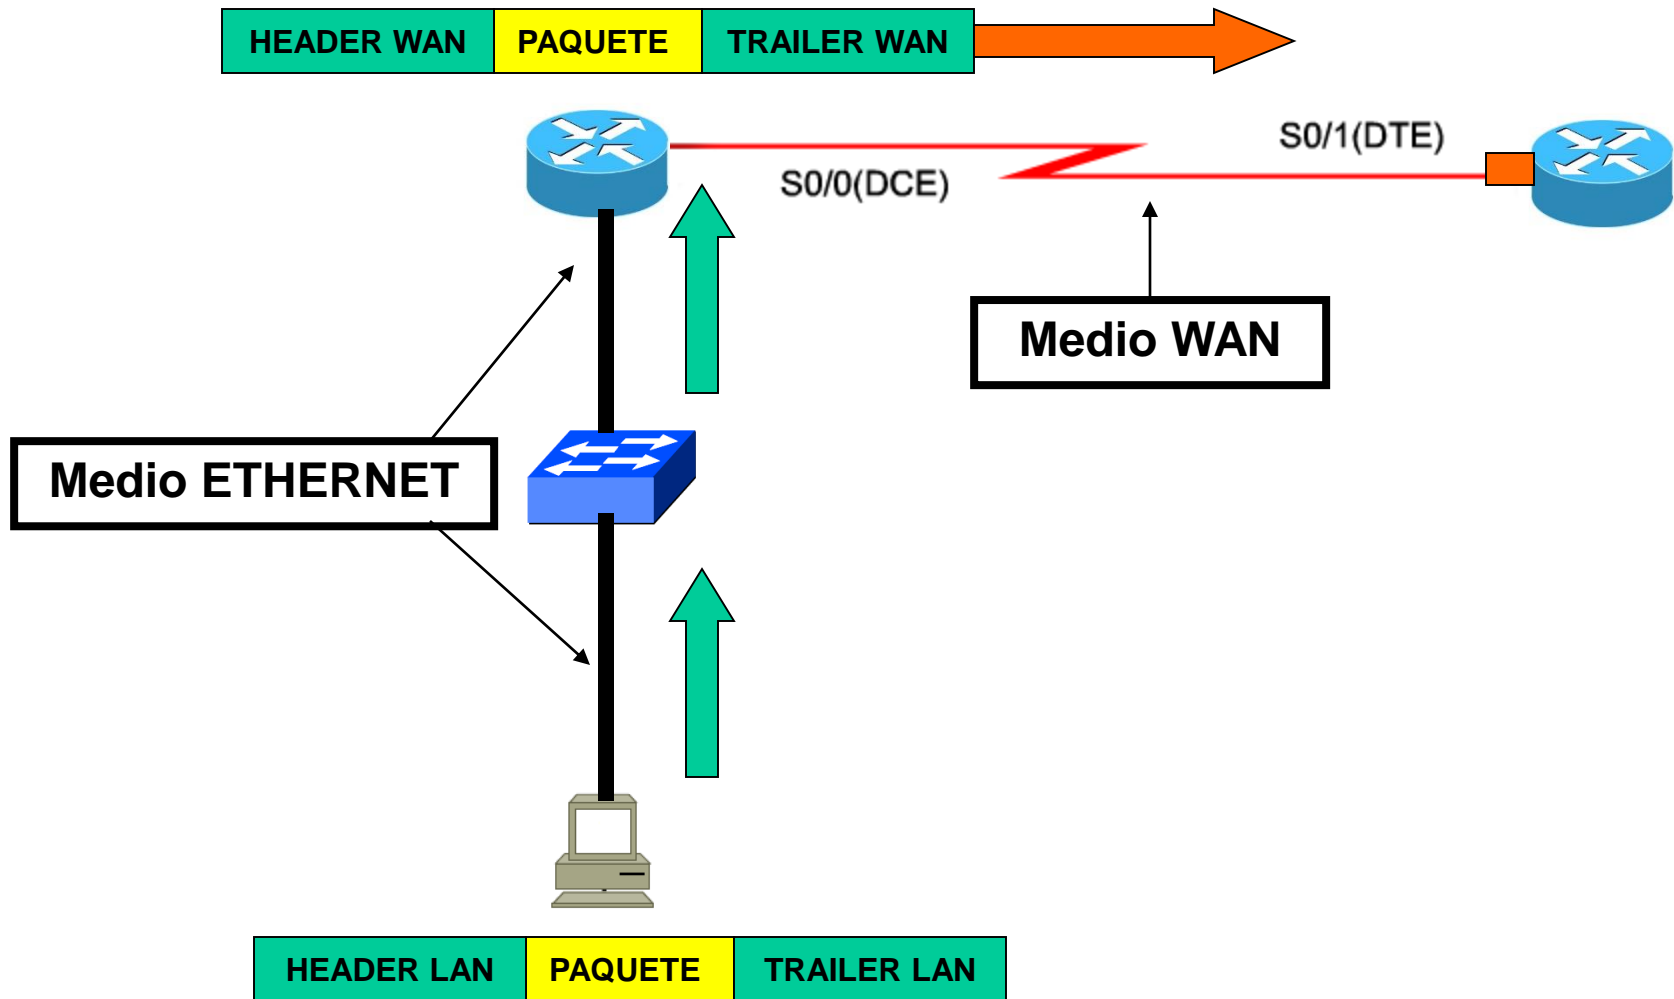 HEADER WAN PAQUETE TRAILER WAN
S0/1(DTE)
S0/0(DCE)
Medio WAN
Medio ETHERNET
HEADER LAN PAQUETE TRAILER LAN